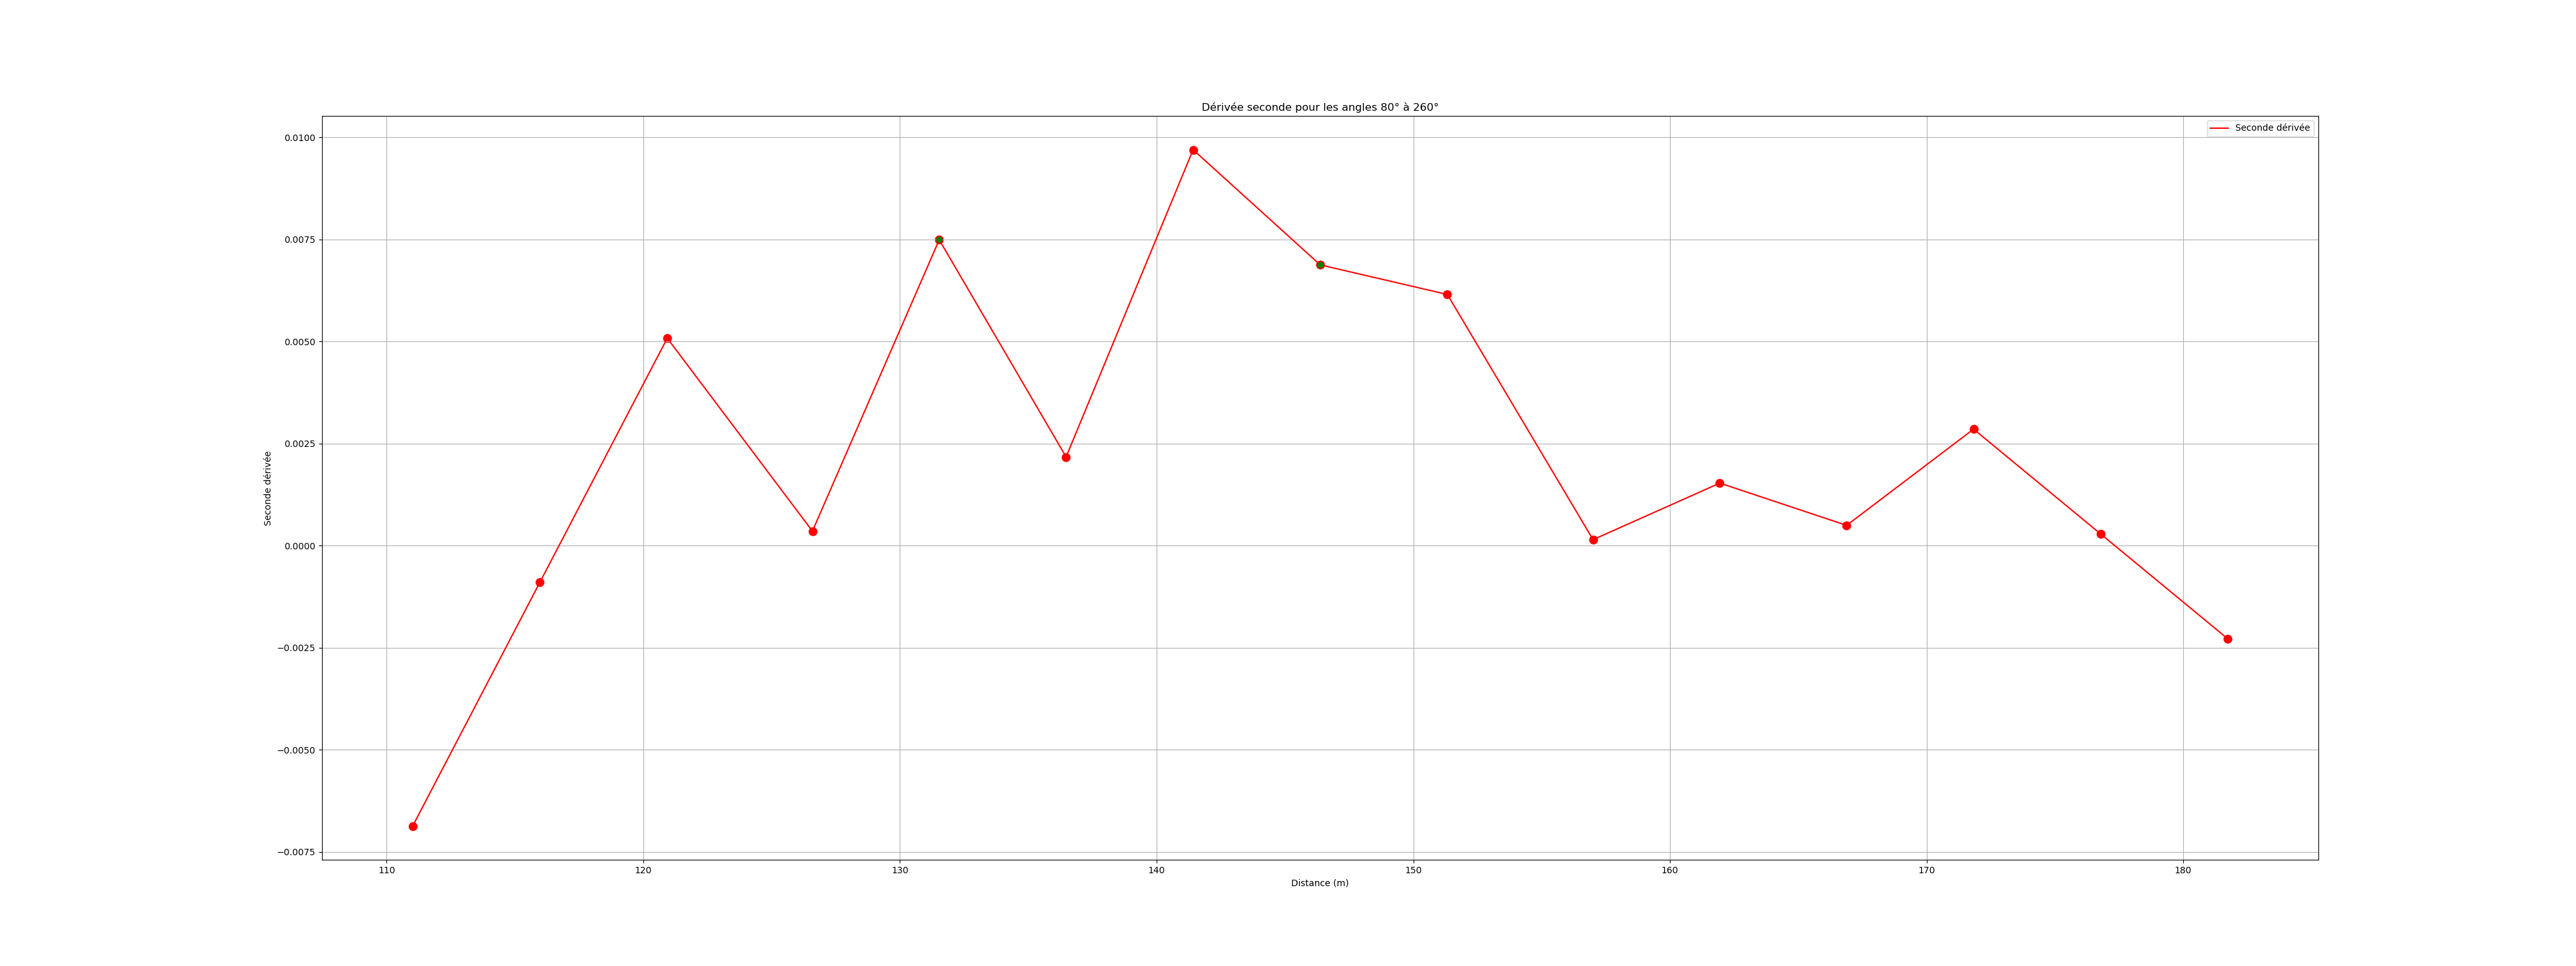 Dérivée seconde pour les angles 80° à 260°
Seconde dérivée
0.0100
0.0075
0.0050
0.0025
0.0000
−0.0025
−0.0050
−0.0075
Seconde dérivée
110 120 130 140 150 160 170 180
Distance (m)